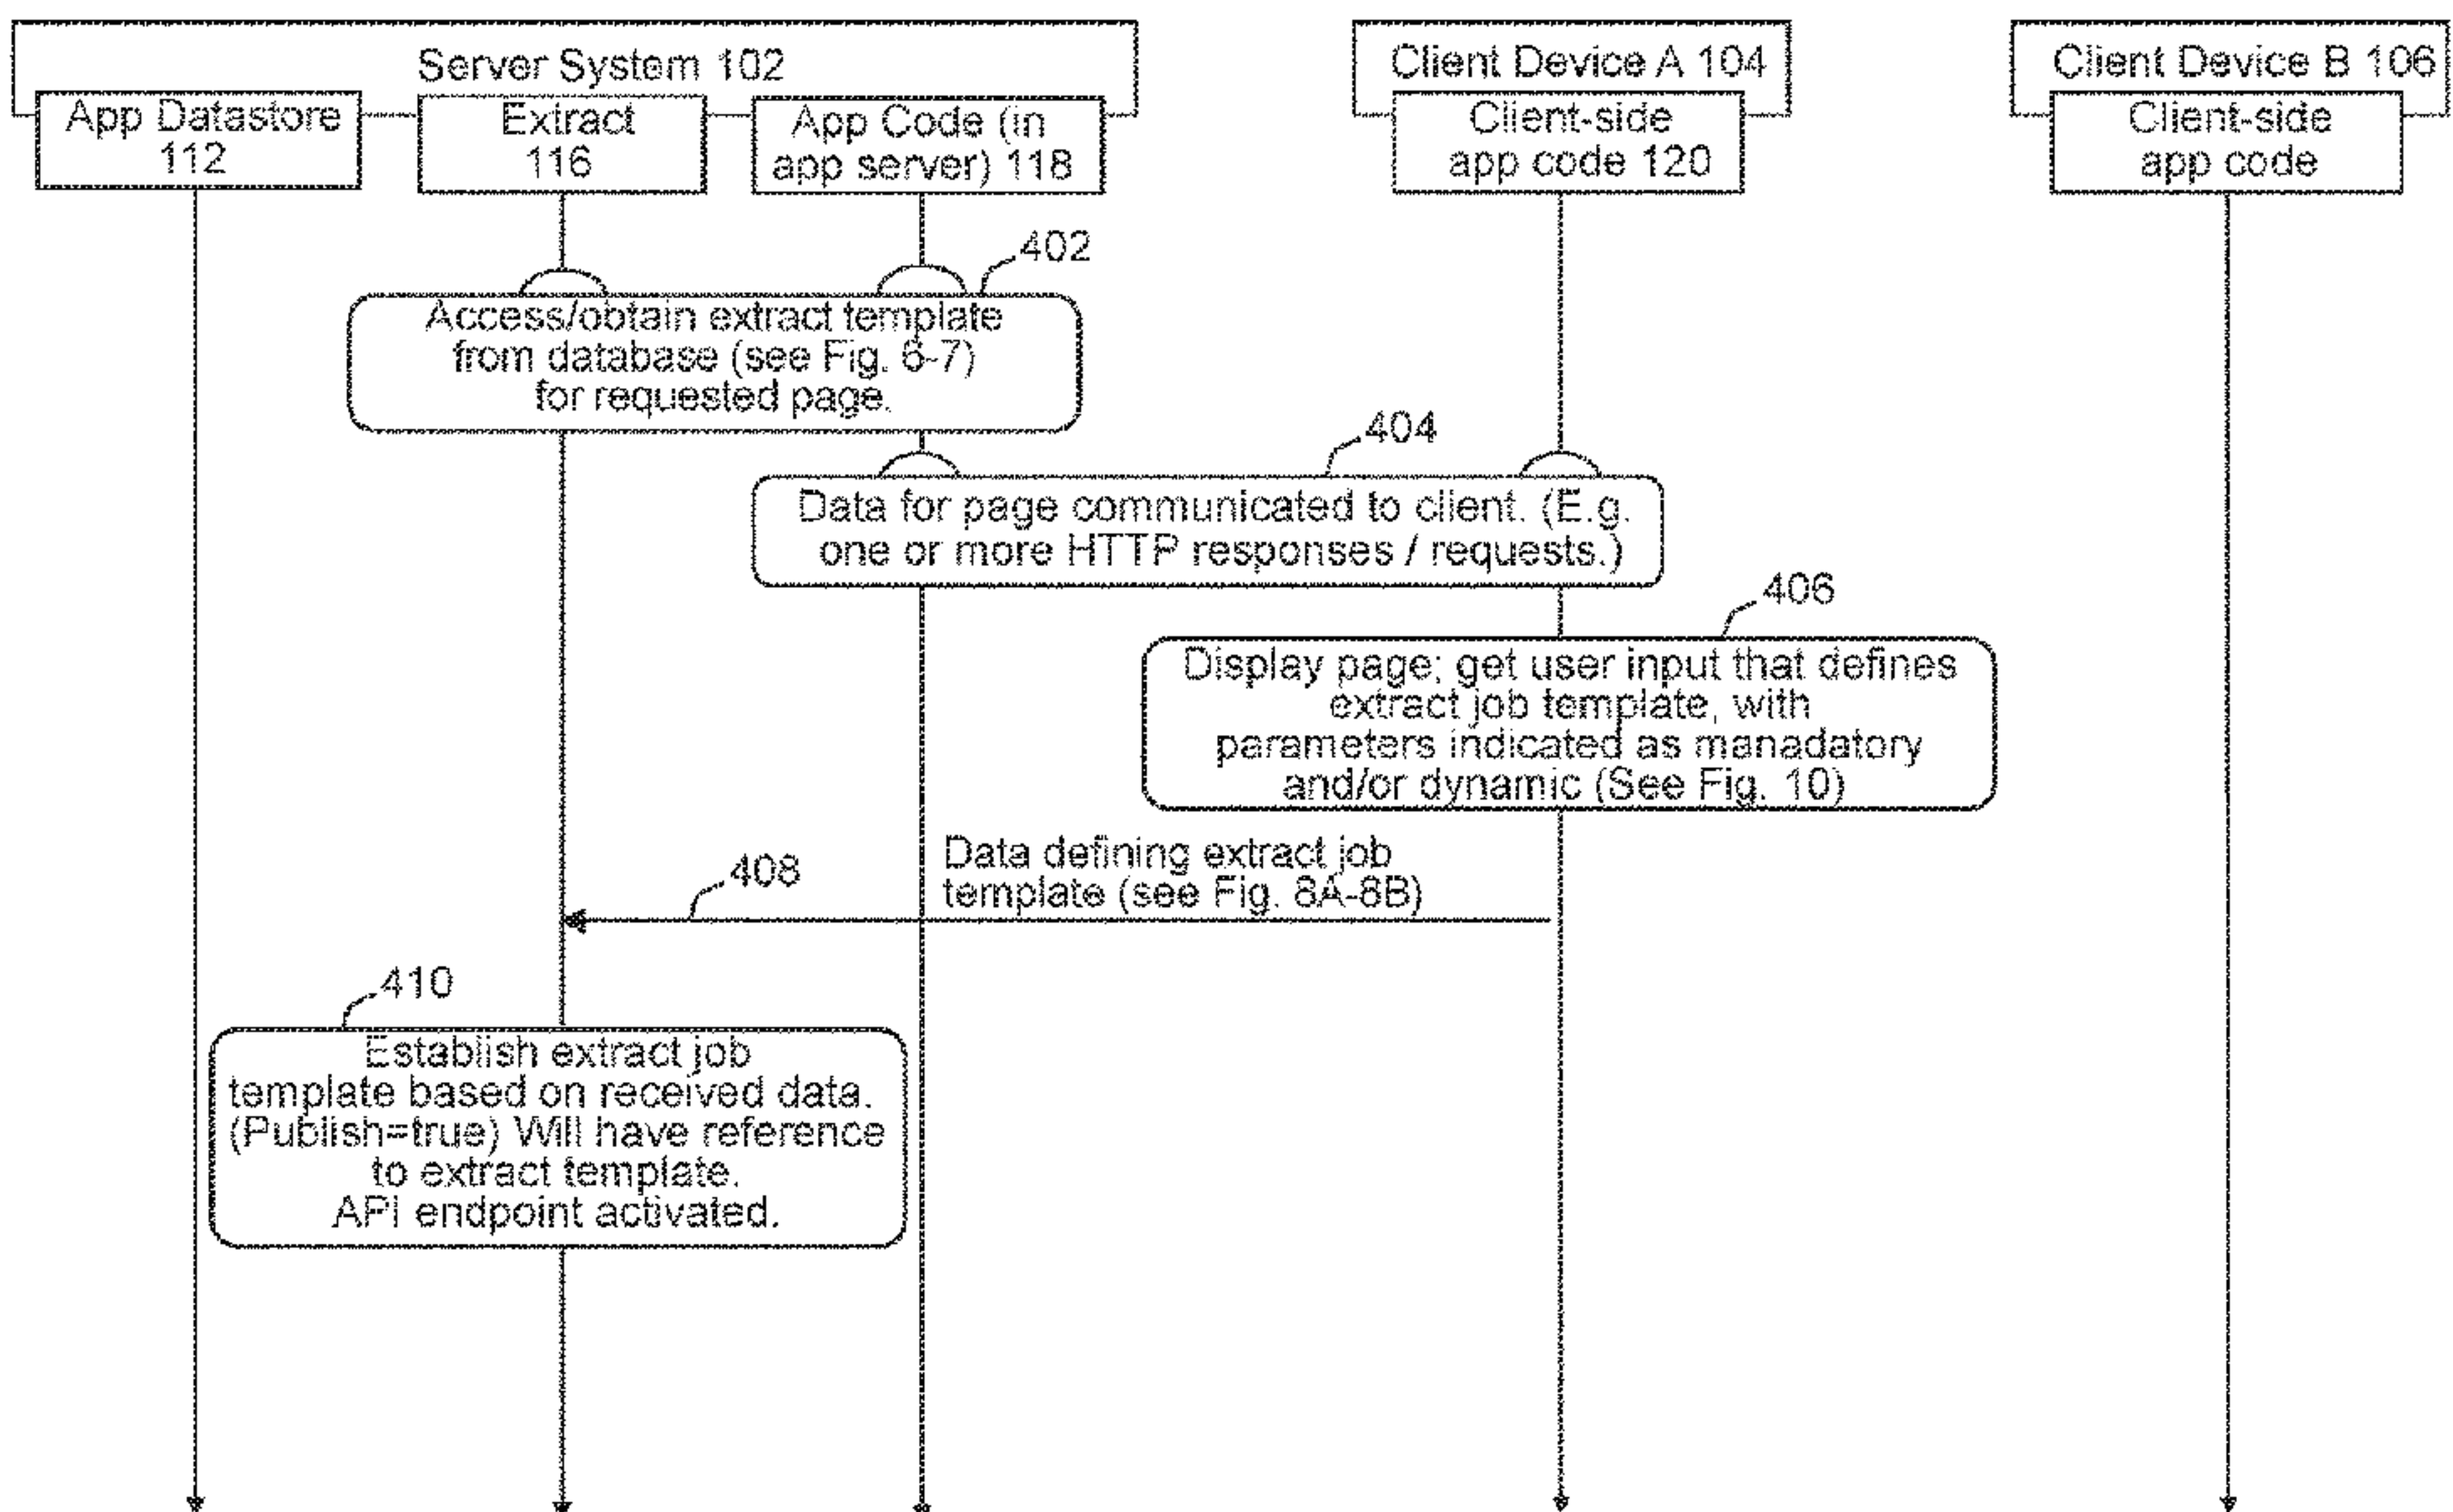 Server System 102
App Datastore
112
Extract
116
App Code (in
app server) 118
Client Device A 104
Client-side
app code 120
Client Device B 106
Client-side
app code
402
Access/obtain extract template
from database (see Fig. 6-7)
for requested page.
404
Data for page communicated to client. (E.g.
one or more HTTP responses / requests.)
406
Display page; get user input that defines
extract job template, with
parameters indicated as manadatory
and/or dynamic (See Fig. 10)
408
Data defining extract job
template (see Fig. 8A-8B)
410
Establish extract job
template based on received data.
(Publish=true) Will have reference
to extract template.
API endpoint activated.